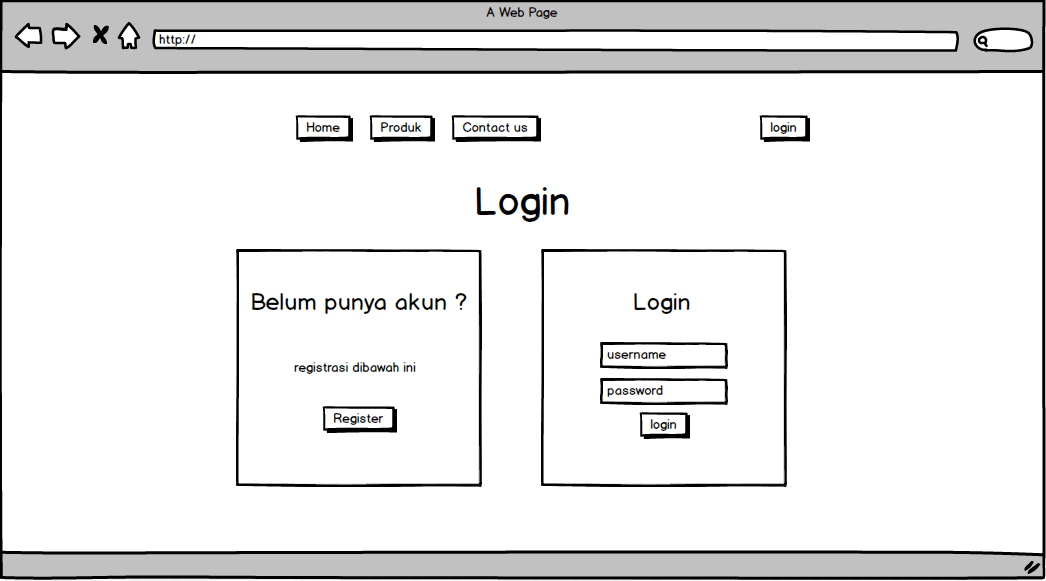 A Web Page
http://
Home Produk Contact us login
Login
Belum punya akun ?
registrasi dibawah ini
Register
Login
username
password
login